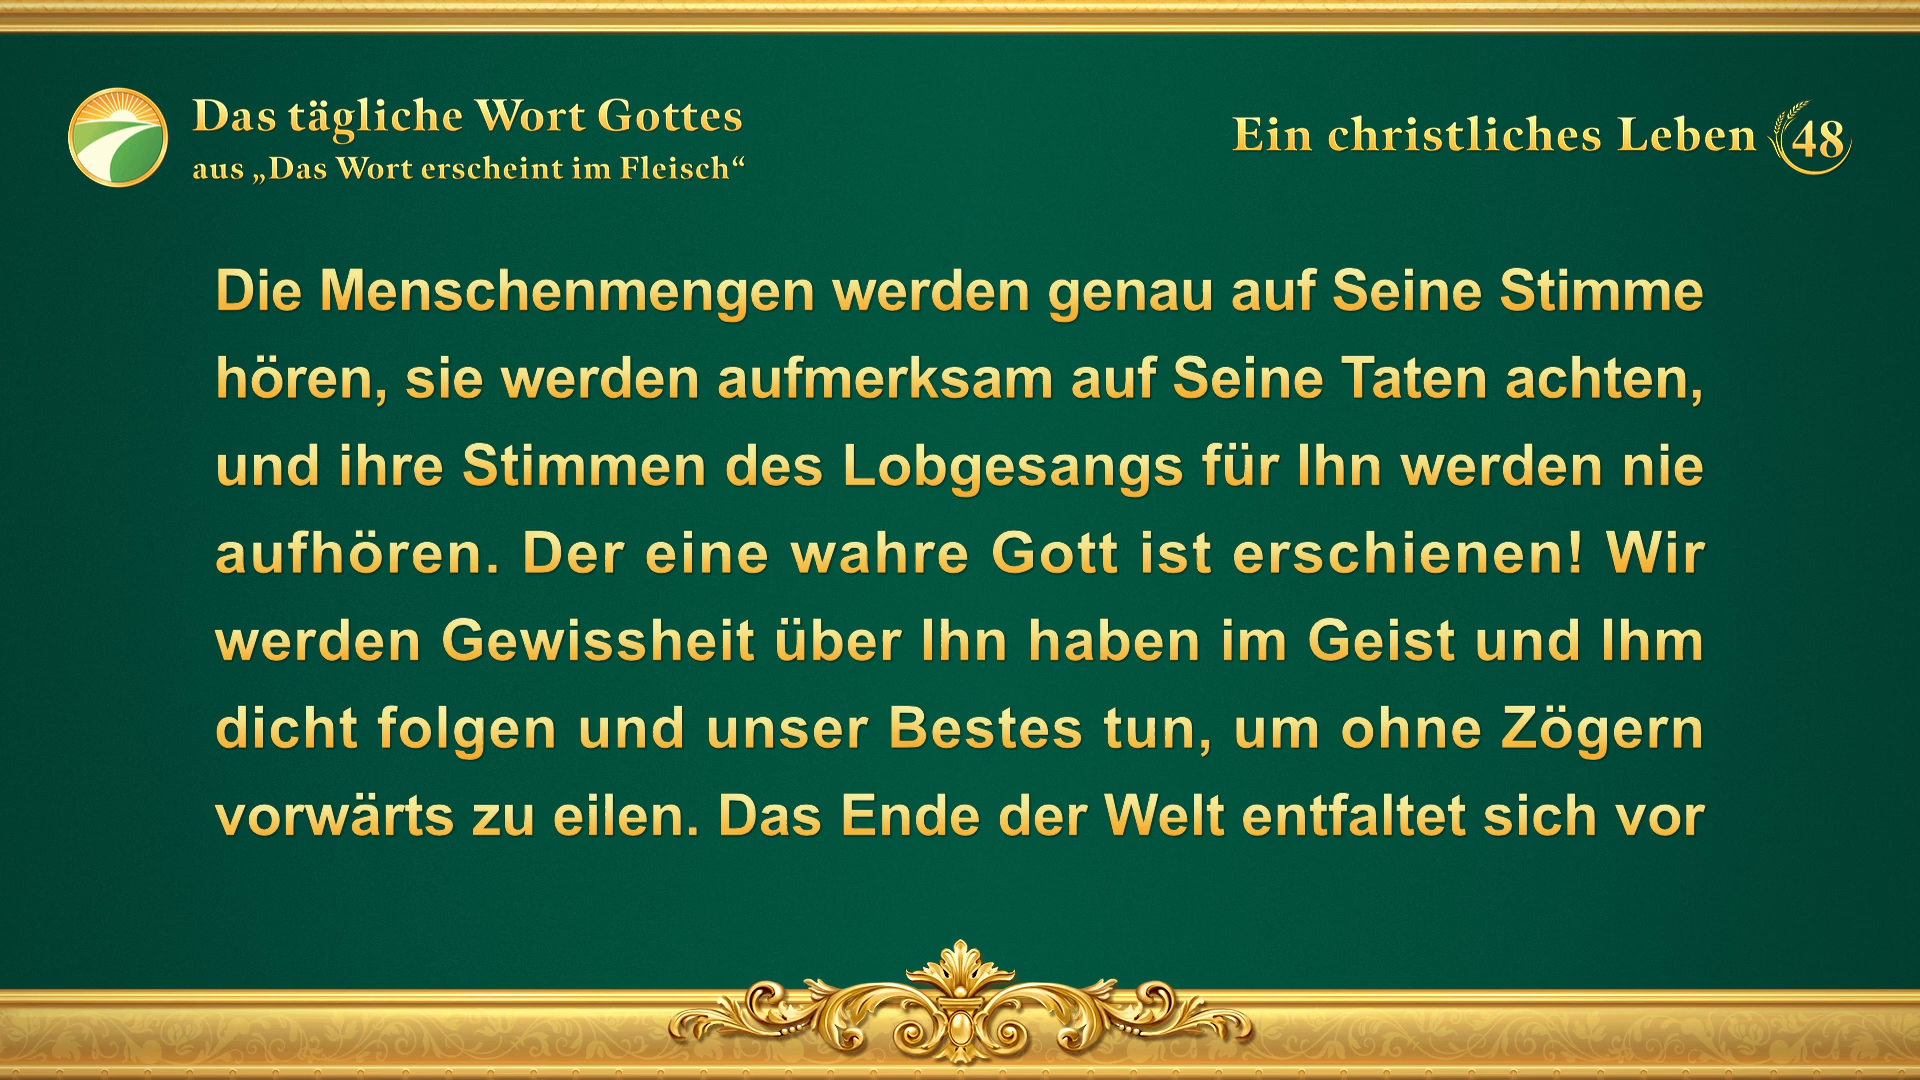 Das tägliche Wort Gottes
aus „Das Wort erscheint im Fleisch“
Ein christliches Leben 48
Die Menschenmengen werden genau auf Seine Stimme
hören, sie werden aufmerksam auf Seine Taten achten,
und ihre Stimmen des Lobgesangs für Ihn werden nie
aufhören. Der eine wahre Gott ist erschienen! Wir
werden Gewissheit über Ihn haben im Geist und Ihm
dicht folgen und unser Bestes tun, um ohne Zögern
vorwärts zu eilen. Das Ende der Welt entfaltet sich vor